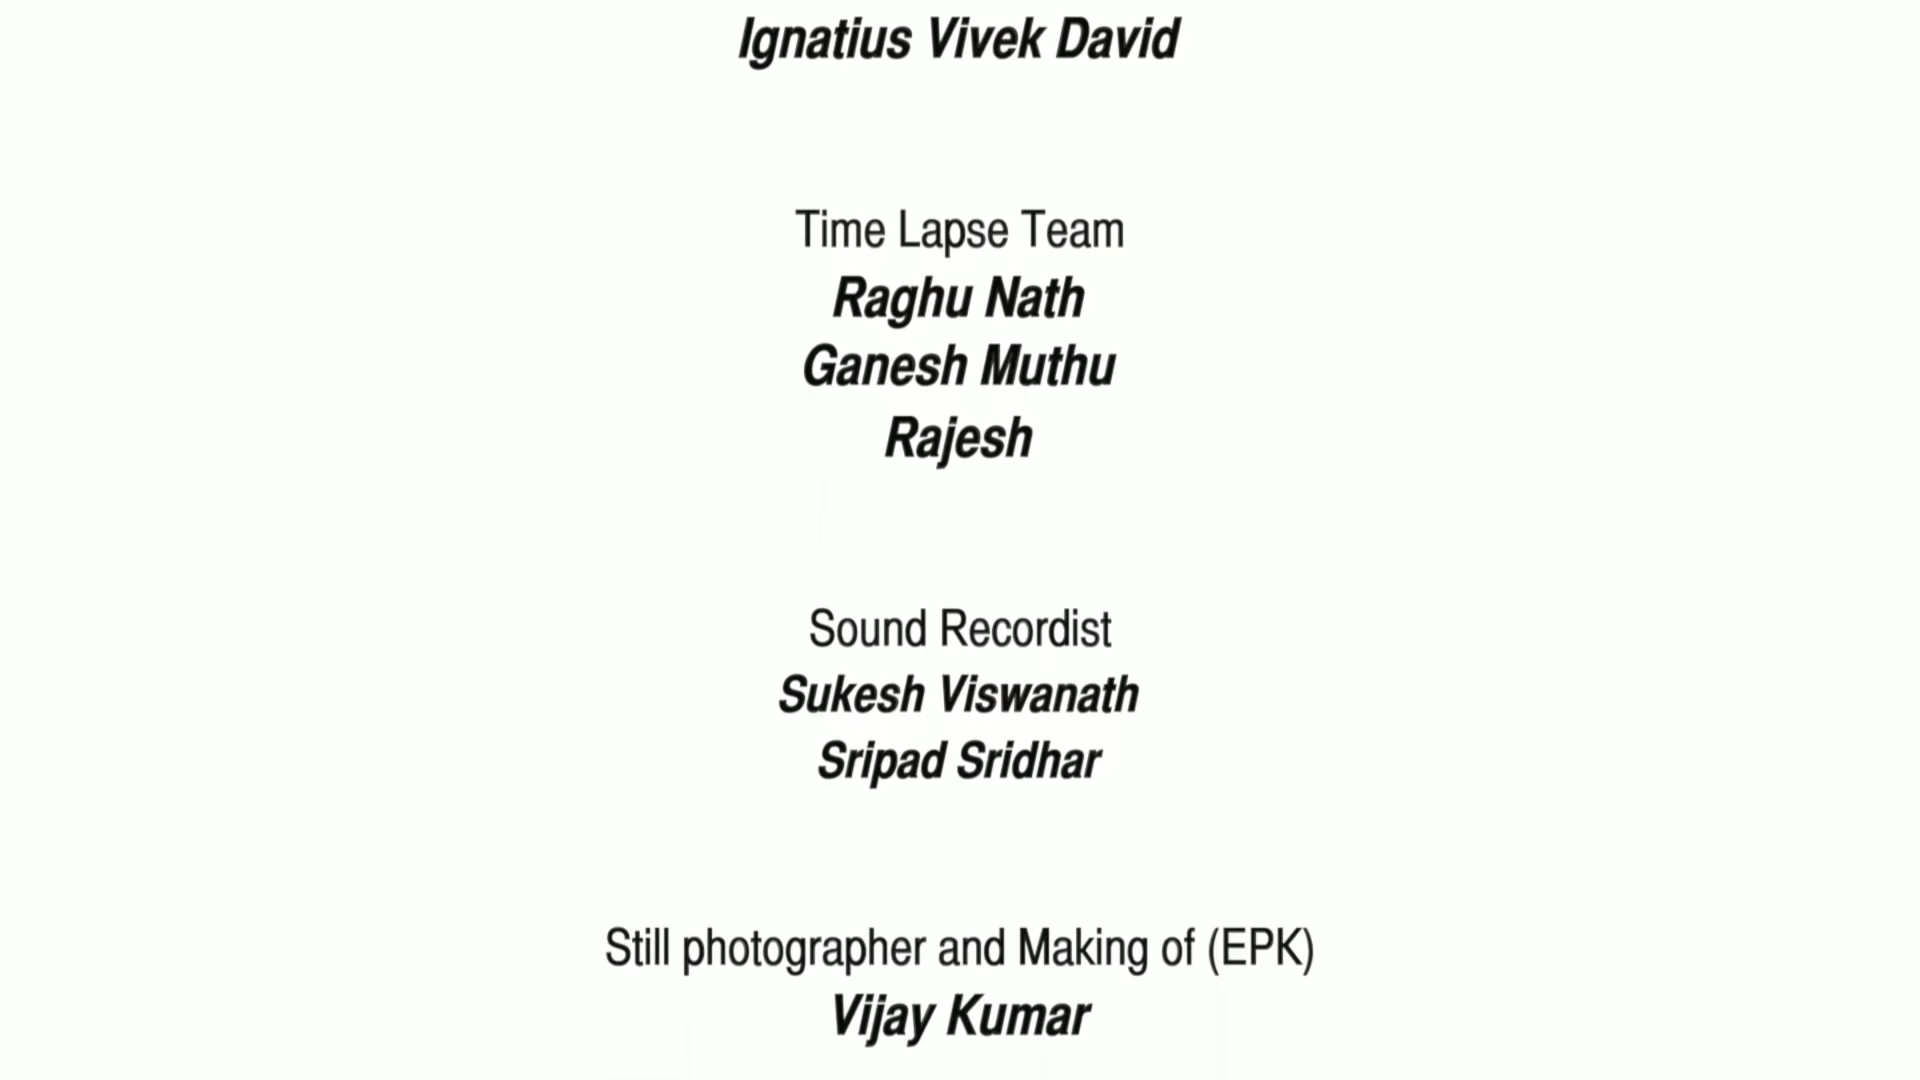 Ignatius Vivek David
Time Lapse Team
Raghu Nath
Ganesh Muthu
Rajesh
Sound Recordist
Sukesh Viswanath
Sripad Sridhar
Still photographer and Making of (EPK)
Vijay Kumar